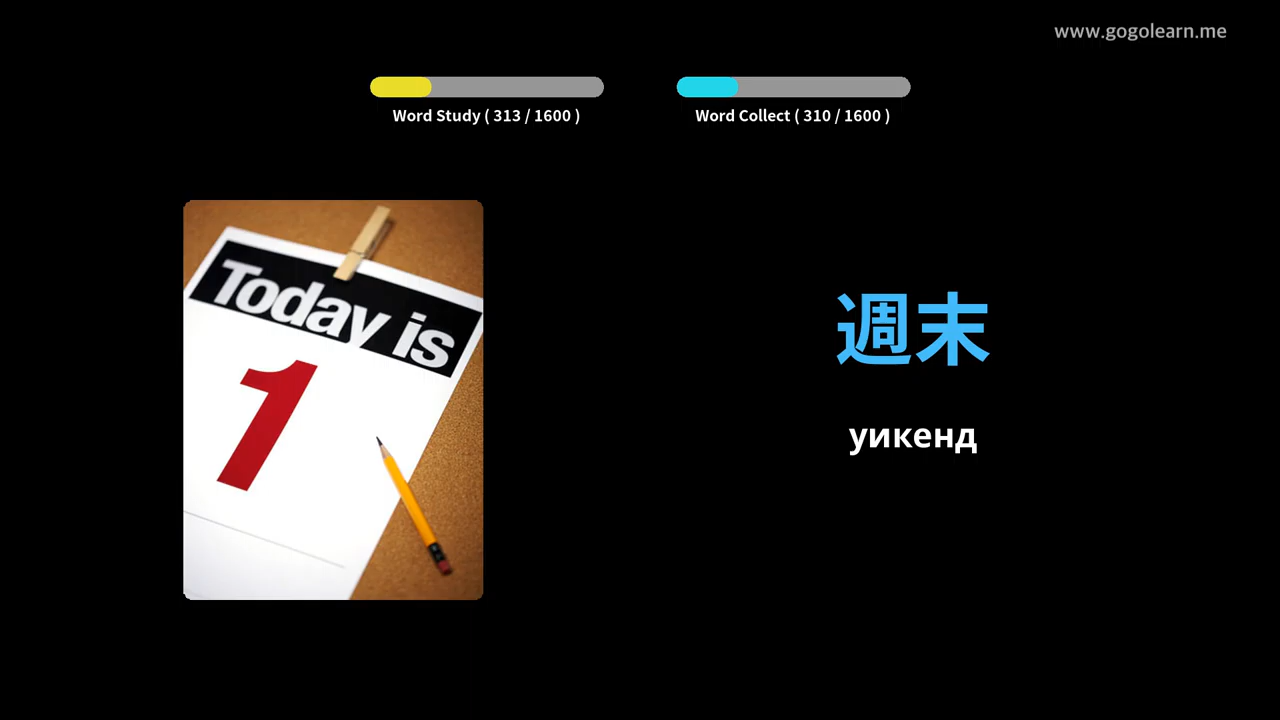 www.gogolearn.me
Word Study ( 313 / 1600 )
Word Collect ( 310 / 1600 )
Today is
1
週末
уикенд